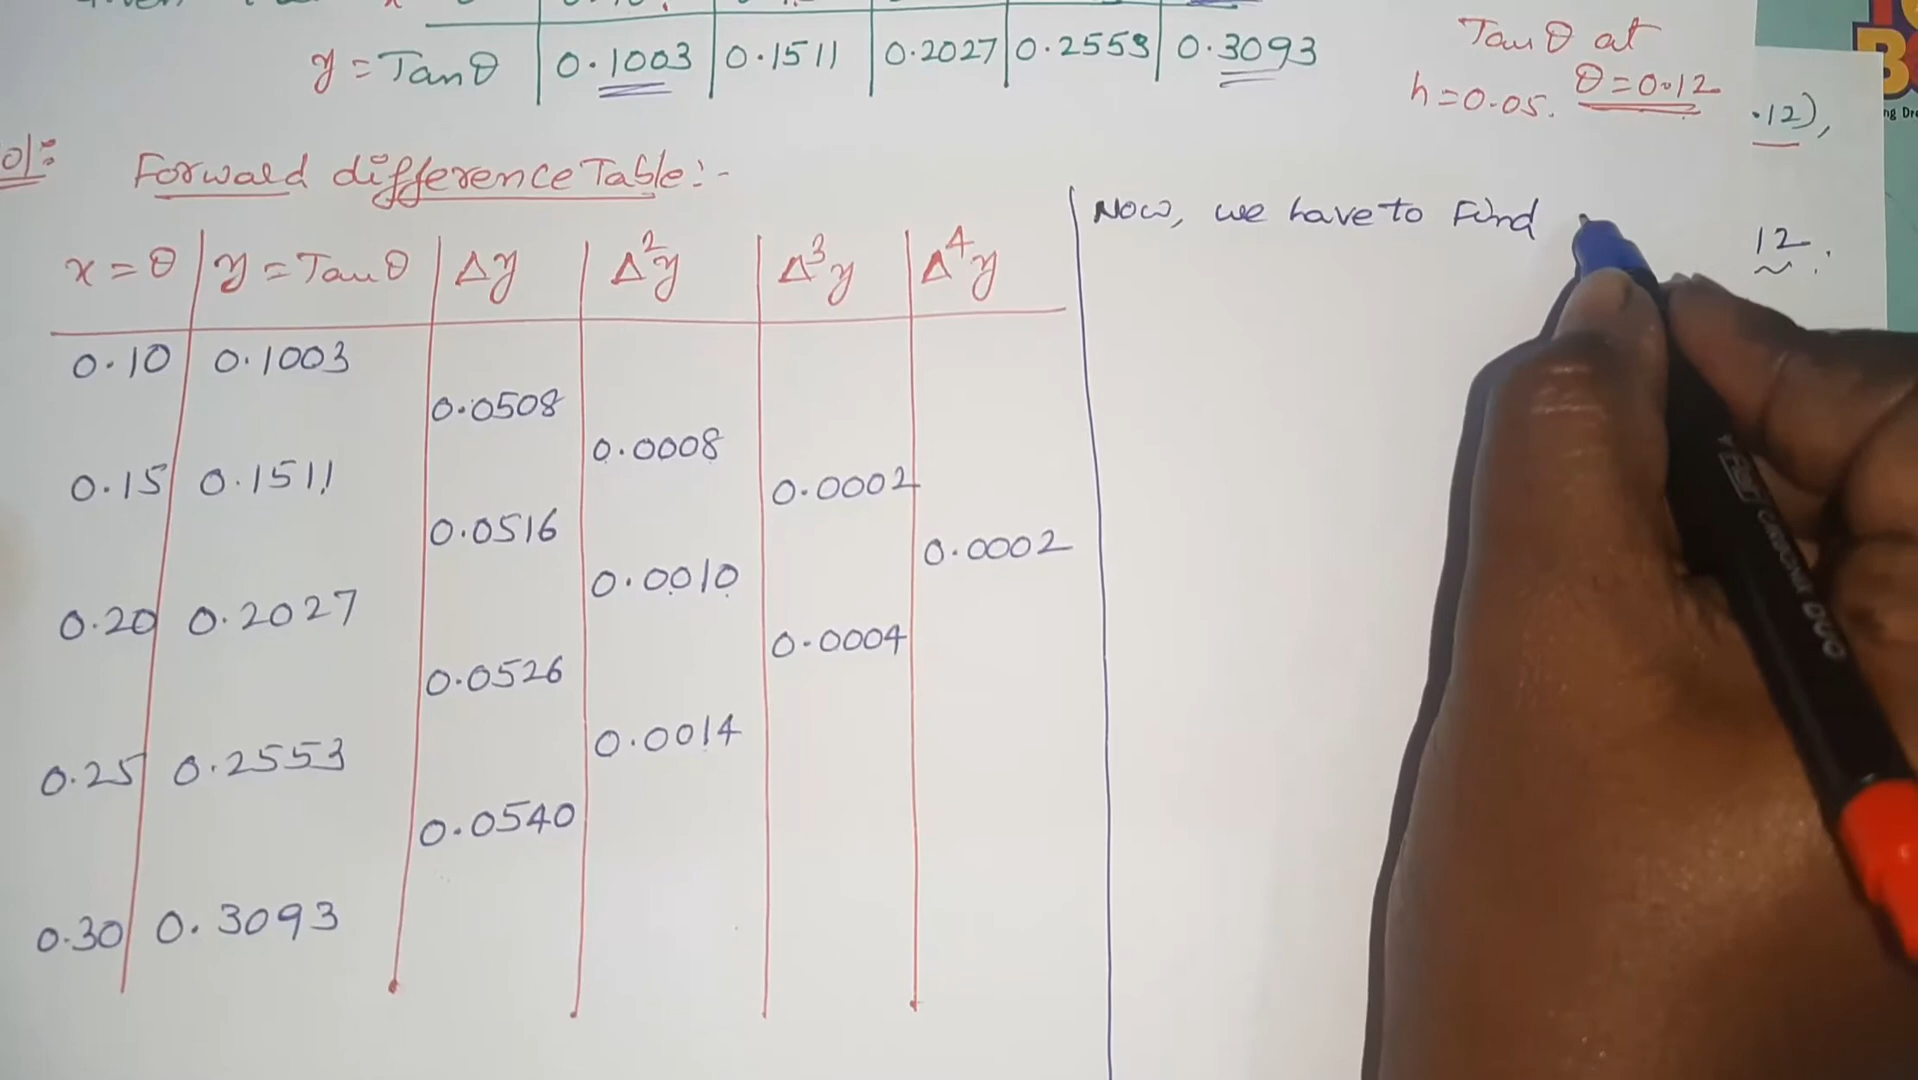 y = Tan θ 0.1003 0.1511 0.2027 0.2553 0.3093
Tan θ at
h = 0.05. θ = 0.12
.12),
12.
Forward difference Table:-
x = θ y = Tan θ Δy Δ²y Δ³y Δ⁴y
0.10 0.1003
0.0508
0.0008
0.15 0.1511
0.0002
0.0516
0.0002
0.0010
0.20 0.2027
0.0004
0.0526
0.0014
0.25 0.2553
0.0540
0.30 0.3093
Now, we have to Find